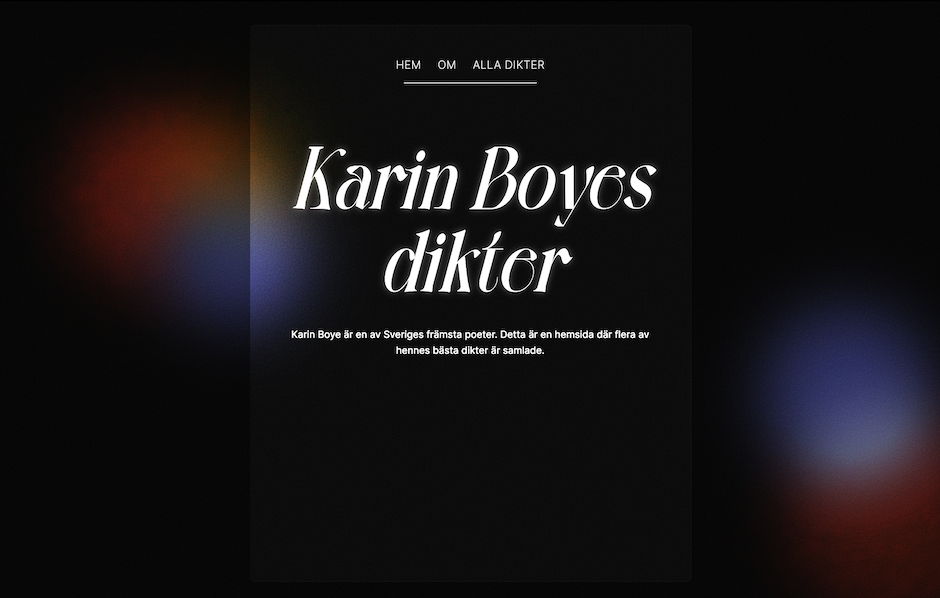 HEM OM ALLA DIKTER
Karin Boyes
dikter
Karin Boye är en av Sveriges främsta poeter. Detta är en hemsida där flera av
hennes bästa dikter är samlade.